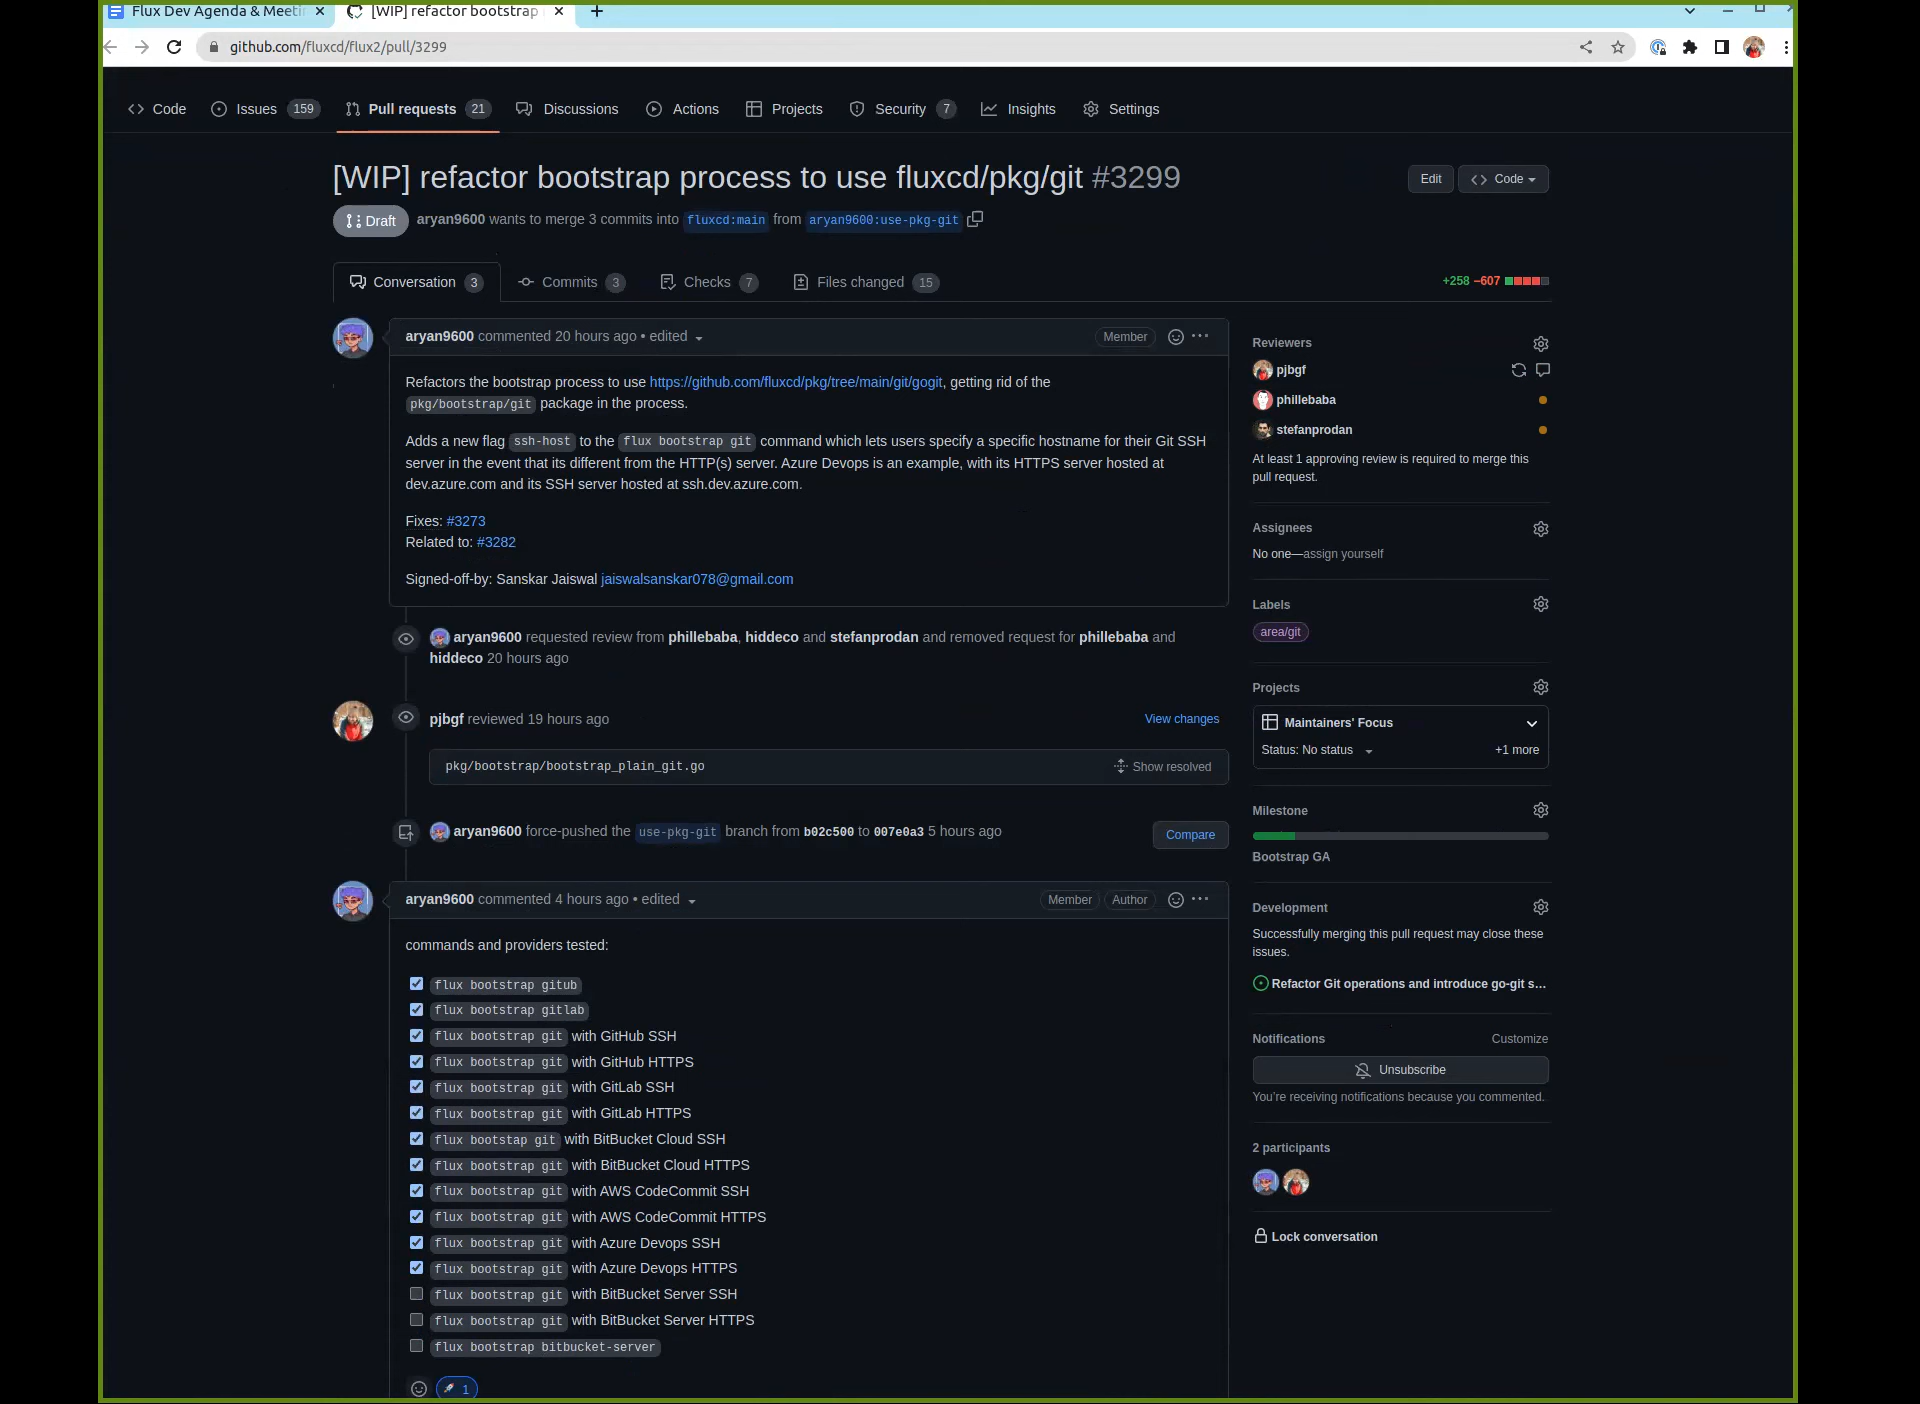 Flux Dev Agenda & Meeti
[WIP] refactor bootstrap
github.com/fluxcd/flux2/pull/3299
Code
Issues 159
Pull requests 21
Discussions
Actions
Projects
Security 7
Insights
Settings
[WIP] refactor bootstrap process to use fluxcd/pkg/git #3299
Edit
Code
Draft
aryan9600 wants to merge 3 commits into fluxcd:main from aryan9600:use-pkg-git
Conversation 3
Commits 3
Checks 7
Files changed 15
+258 −607
aryan9600 commented 20 hours ago • edited
Member
Refactors the bootstrap process to use https://github.com/fluxcd/pkg/tree/main/git/gogit, getting rid of the
pkg/bootstrap/git package in the process.
Adds a new flag ssh-host to the flux bootstrap git command which lets users specify a specific hostname for their Git SSH
server in the event that its different from the HTTP(s) server. Azure Devops is an example, with its HTTPS server hosted at
dev.azure.com and its SSH server hosted at ssh.dev.azure.com.
Fixes: #3273
Related to: #3282
Signed-off-by: Sanskar Jaiswal jaiswalsanskar078@gmail.com
aryan9600 requested review from phillebaba, hiddeco and stefanprodan and removed request for phillebaba and
hiddeco 20 hours ago
pjbgf reviewed 19 hours ago
View changes
pkg/bootstrap/bootstrap_plain_git.go
Show resolved
aryan9600 force-pushed the use-pkg-git branch from b02c500 to 007e0a3 5 hours ago
Compare
aryan9600 commented 4 hours ago • edited
Member
Author
commands and providers tested:
flux bootstrap gitub
flux bootstrap gitlab
flux bootstrap git with GitHub SSH
flux bootstrap git with GitHub HTTPS
flux bootstrap git with GitLab SSH
flux bootstrap git with GitLab HTTPS
flux bootstap git with BitBucket Cloud SSH
flux bootstrap git with BitBucket Cloud HTTPS
flux bootstrap git with AWS CodeCommit SSH
flux bootstrap git with AWS CodeCommit HTTPS
flux bootstrap git with Azure Devops SSH
flux bootstrap git with Azure Devops HTTPS
flux bootstrap git with BitBucket Server SSH
flux bootstrap git with BitBucket Server HTTPS
flux bootstrap bitbucket-server
1
Reviewers
pjbgf
phillebaba
stefanprodan
At least 1 approving review is required to merge this
pull request.
Assignees
No one—assign yourself
Labels
area/git
Projects
Maintainers' Focus
Status: No status
+1 more
Milestone
Bootstrap GA
Development
Successfully merging this pull request may close these
issues.
Refactor Git operations and introduce go-git s...
Notifications
Customize
Unsubscribe
You're receiving notifications because you commented.
2 participants
Lock conversation